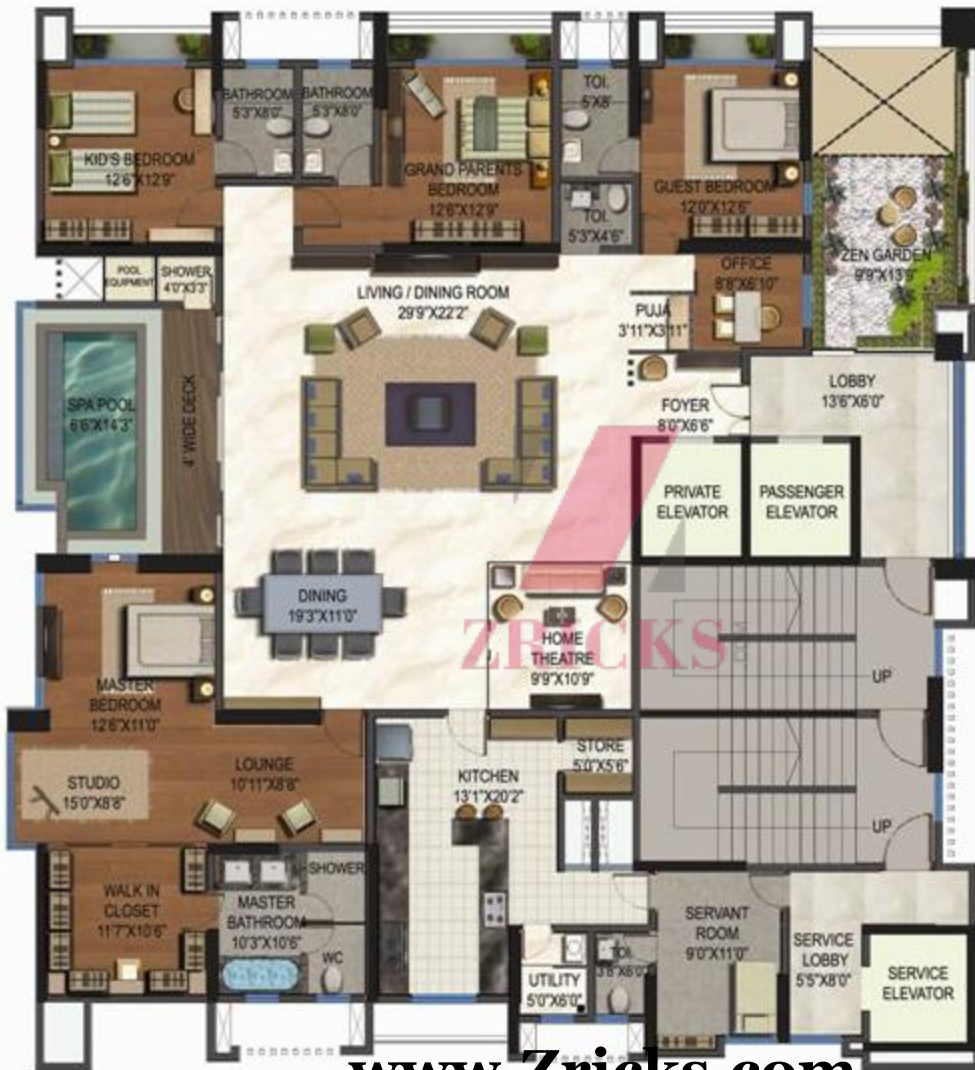 BATHROOM
5'3"X8'0"
BATHROOM
5'3"X8'0"
TOI.
5'X8'
KID'S BEDROOM
12'6"X12'9"
GRAND PARENTS
BEDROOM
12'6"X12'9"
GUEST BEDROOM
12'0"X12'6"
TOI.
5'3"X4'6"
ZEN GARDEN
9'9"X13'9"
POOL
EQUIPMENT
SHOWER
4'0"X3'3"
OFFICE
8'8"X6'10"
LIVING / DINING ROOM
29'9"X22'2"
PUJA
3'11"X3'11"
SPA POOL
6'6"X14'3"
4' WIDE DECK
FOYER
8'0"X6'6"
LOBBY
13'6"X6'0"
PRIVATE
ELEVATOR
PASSENGER
ELEVATOR
DINING
19'3"X11'0"
ZRICKS
.COM
HOME
THEATRE
9'9"X10'9"
MASTER
BEDROOM
12'6"X11'0"
UP
STUDIO
15'0"X8'8"
LOUNGE
10'11"X8'8"
KITCHEN
13'1"X20'2"
STORE
5'0"X5'6"
UP
WALK IN
CLOSET
11'7"X10'6"
SHOWER
MASTER
BATHROOM
10'3"X10'6"
WC
SERVANT
ROOM
9'0"X11'0"
TOI.
3'8"X6'0"
UTILITY
5'0"X6'0"
SERVICE
LOBBY
5'5"X8'0"
SERVICE
ELEVATOR
www.Zricks.com